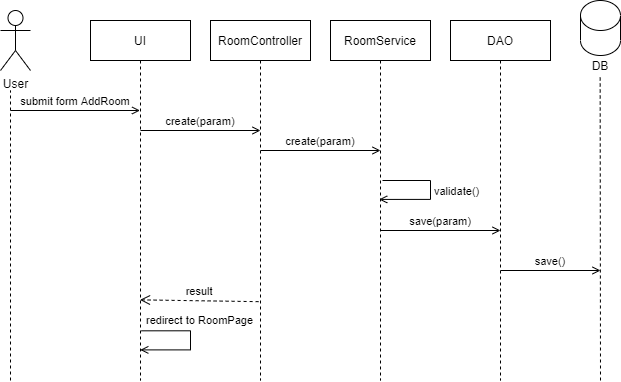 UI
RoomController
RoomService
DAO
DB
User
submit form AddRoom
create(param)
create(param)
validate()
save(param)
save()
result
redirect to RoomPage